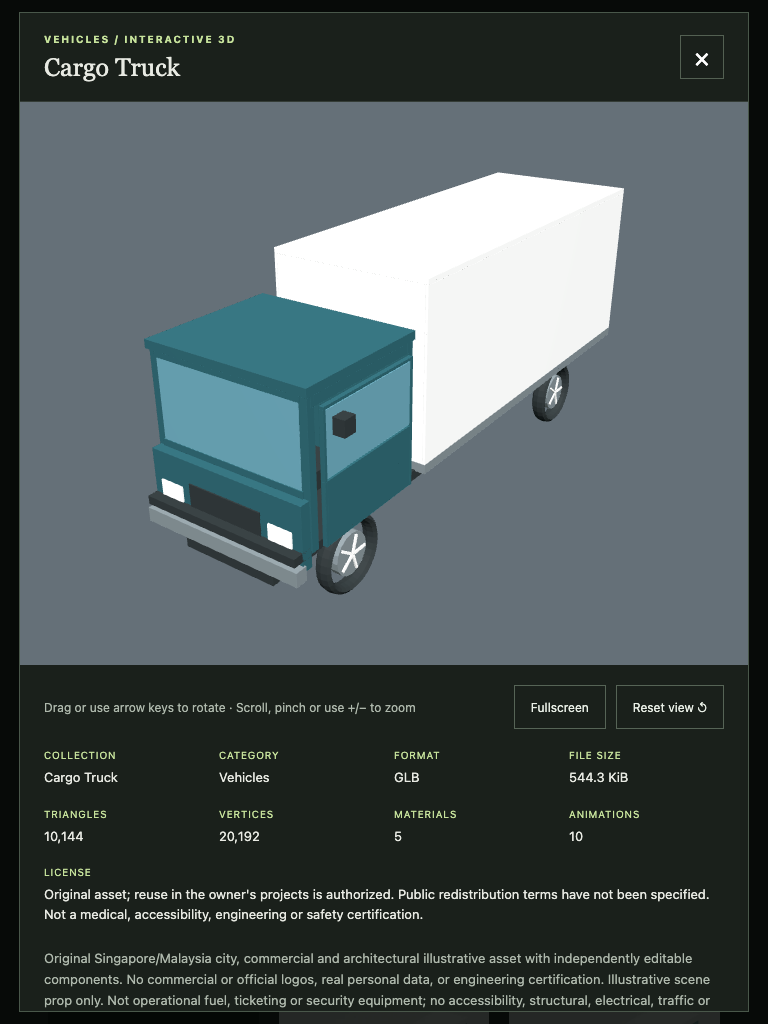 VEHICLES / INTERACTIVE 3D
Cargo Truck
×
Drag or use arrow keys to rotate · Scroll, pinch or use +/− to zoom
Fullscreen
Reset view ↺
COLLECTION CATEGORY FORMAT FILE SIZE
Cargo Truck Vehicles GLB 544.3 KiB
TRIANGLES VERTICES MATERIALS ANIMATIONS
10,144 20,192 5 10
LICENSE
Original asset; reuse in the owner's projects is authorized. Public redistribution terms have not been specified.
Not a medical, accessibility, engineering or safety certification.
Original Singapore/Malaysia city, commercial and architectural illustrative asset with independently editable
components. No commercial or official logos, real personal data, or engineering certification. Illustrative scene
prop only. Not operational fuel, ticketing or security equipment; no accessibility, structural, electrical, traffic or